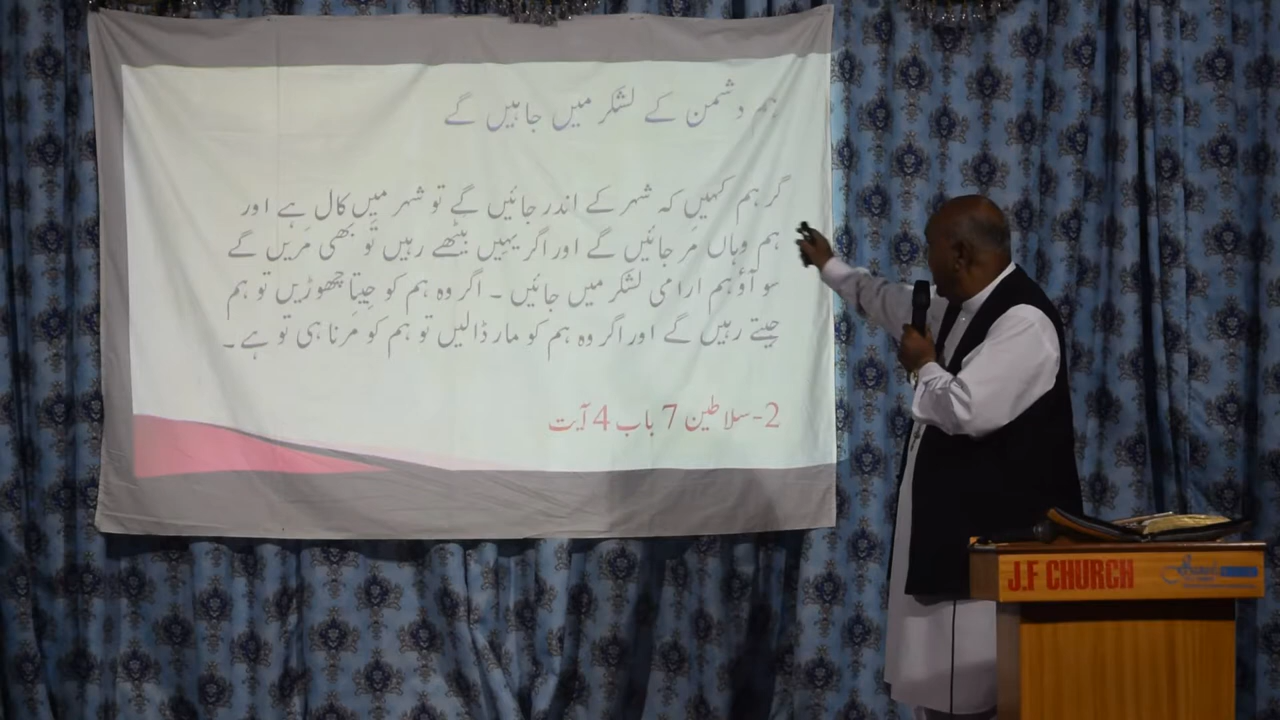 ہم دشمن کے لشکر میں جاہیں گے
گر ہم کہیں کہ شہر کے اندر جائیں گے تو شہر میں کال ہے اور
ہم وہاں مر جائیں گے اور اگر یہیں بیٹھے رہیں تو بھی مریں گے
سو آؤ ہم ارامی لشکر میں جائیں ۔ اگر وہ ہم کو جیتا چھوڑیں تو ہم
جیتے رہیں گے اور اگر وہ ہم کو مار ڈالیں تو ہم کو مرنا ہی تو ہے ۔
2-سلاطین 7 باب 4 آیت
J.F CHURCH